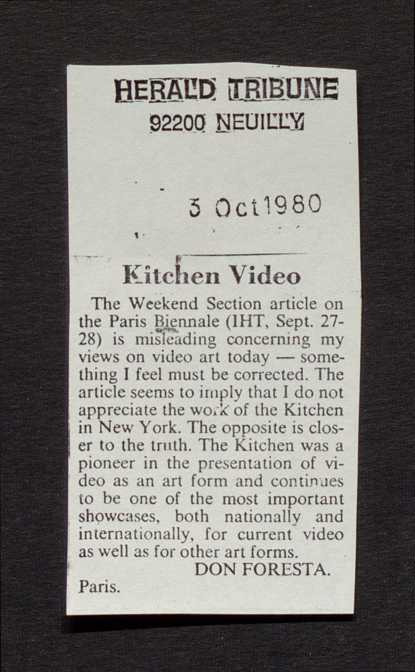 HERALD TRIBUNE
92200 NEUILLY
3 Oct 1980
Kitchen Video
The Weekend Section article on
the Paris Biennale (IHT, Sept. 27-
28) is misleading concerning my
views on video art today — some-
thing I feel must be corrected. The
article seems to imply that I do not
appreciate the work of the Kitchen
in New York. The opposite is clos-
er to the truth. The Kitchen was a
pioneer in the presentation of vi-
deo as an art form and continues
to be one of the most important
showcases, both nationally and
internationally, for current video
as well as for other art forms.
DON FORESTA.
Paris.